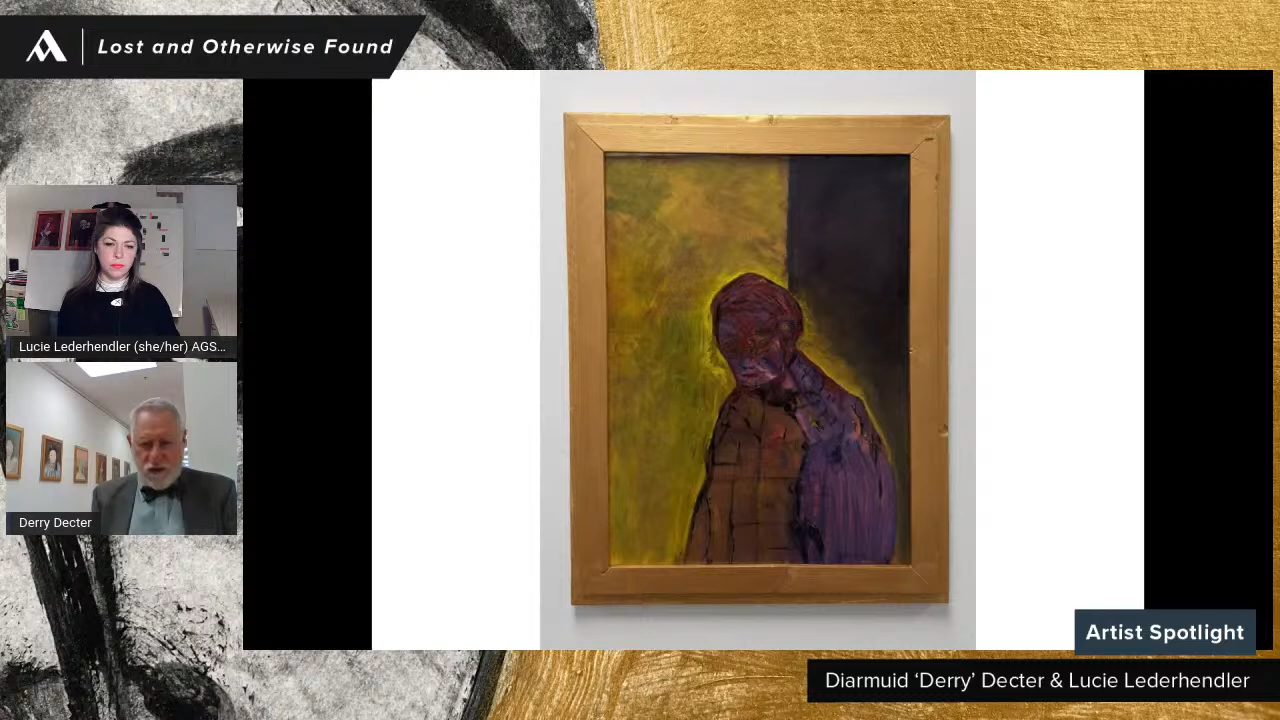 Lost and Otherwise Found
Lucie Lederhendler (she/her) AGS...
Derry Decter
Artist Spotlight
Diarmuid ‘Derry’ Decter & Lucie Lederhendler